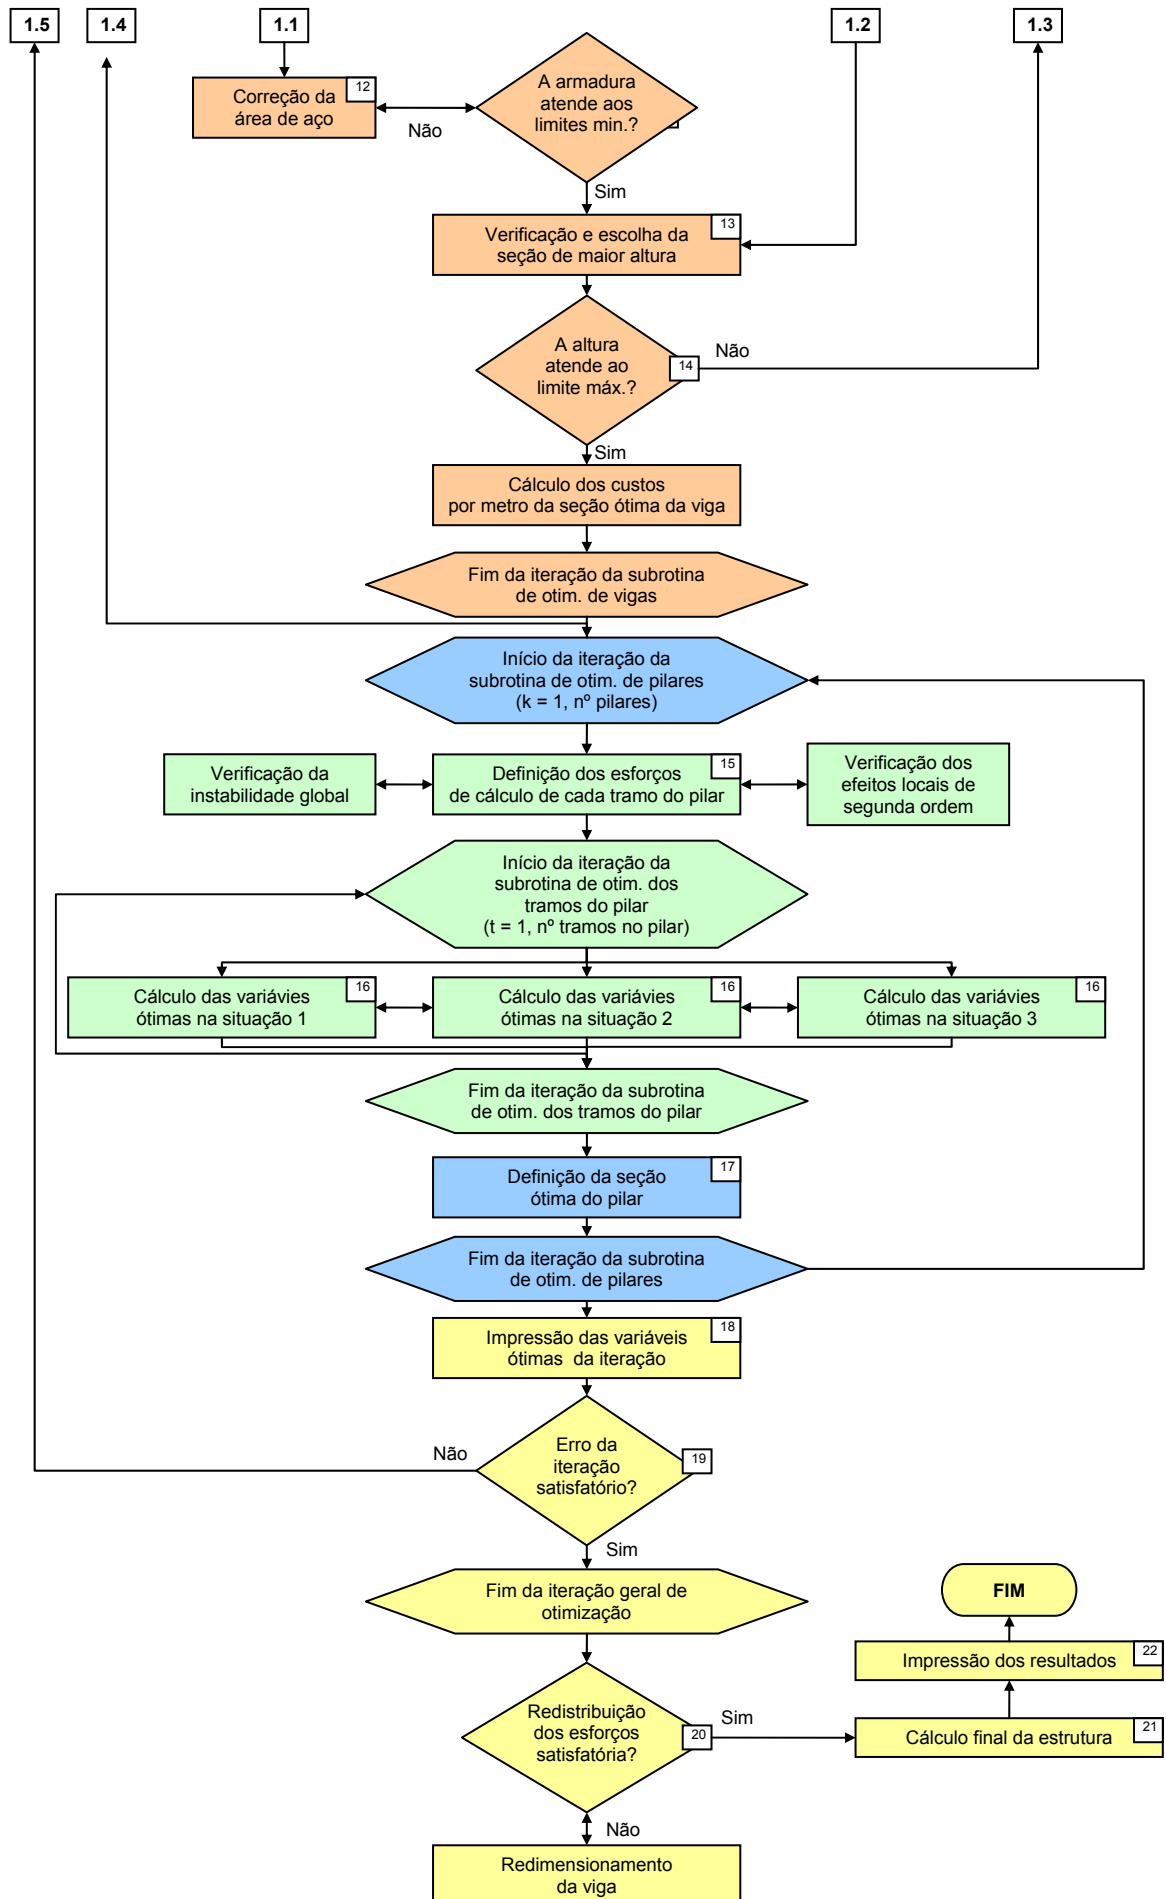 1.5
1.4
1.1
1.2
1.3
12
Correção da
área de aço
Não
A armadura
atende aos
limites min.?
Sim
13
Verificação e escolha da
seção de maior altura
A altura
atende ao
limite máx.?
14
Não
Sim
Cálculo dos custos
por metro da seção ótima da viga
Fim da iteração da subrotina
de otim. de vigas
Início da iteração da
subrotina de otim. de pilares
(k = 1, nº pilares)
Verificação da
instabilidade global
15
Definição dos esforços
de cálculo de cada tramo do pilar
Verificação dos
efeitos locais de
segunda ordem
Início da iteração da
subrotina de otim. dos
tramos do pilar
(t = 1, nº tramos no pilar)
16
Cálculo das variávies
ótimas na situação 1
16
Cálculo das variávies
ótimas na situação 2
16
Cálculo das variávies
ótimas na situação 3
Fim da iteração da subrotina
de otim. dos tramos do pilar
17
Definição da seção
ótima do pilar
Fim da iteração da subrotina
de otim. de pilares
18
Impressão das variáveis
ótimas da iteração
Não
Erro da
iteração
satisfatório?
19
Sim
Fim da iteração geral de
otimização
FIM
22
Impressão dos resultados
Redistribuição
dos esforços
satisfatória?
20
Sim
21
Cálculo final da estrutura
Não
Redimensionamento
da viga